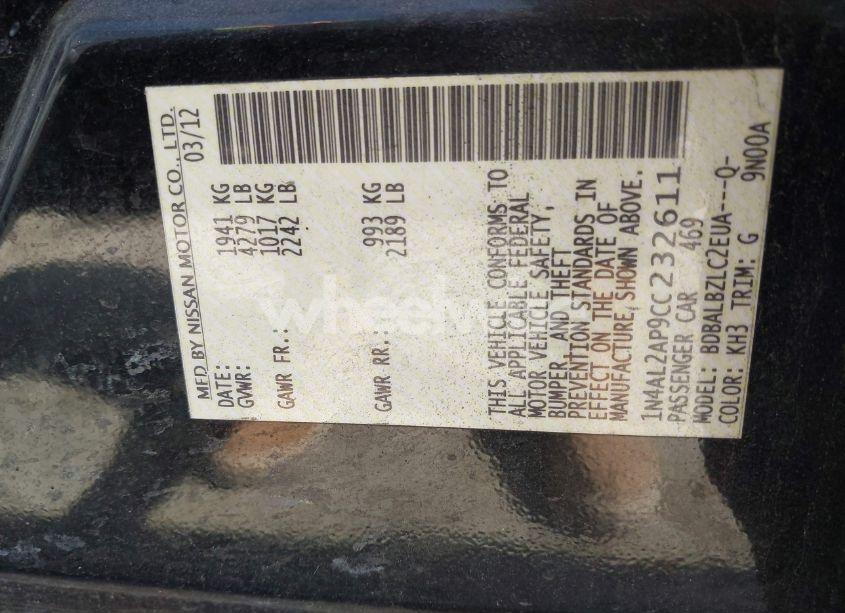 MFD BY NISSAN MOTOR CO., LTD.
DATE: 03/12
GVWR: 1941 KG
4279 LB
GAWR FR.: 1017 KG
2242 LB
GAWR RR.: 993 KG
2189 LB
THIS VEHICLE CONFORMS TO
ALL APPLICABLE FEDERAL
MOTOR VEHICLE SAFETY,
BUMPER, AND THEFT
PREVENTION STANDARDS IN
EFFECT ON THE DATE OF
MANUFACTURE, SHOWN ABOVE.
1N4AL2AP9CC232611
PASSENGER CAR 469
MODEL: BDBALBZLC2EUA---Q-
COLOR: KH3 TRIM: G 9N00A